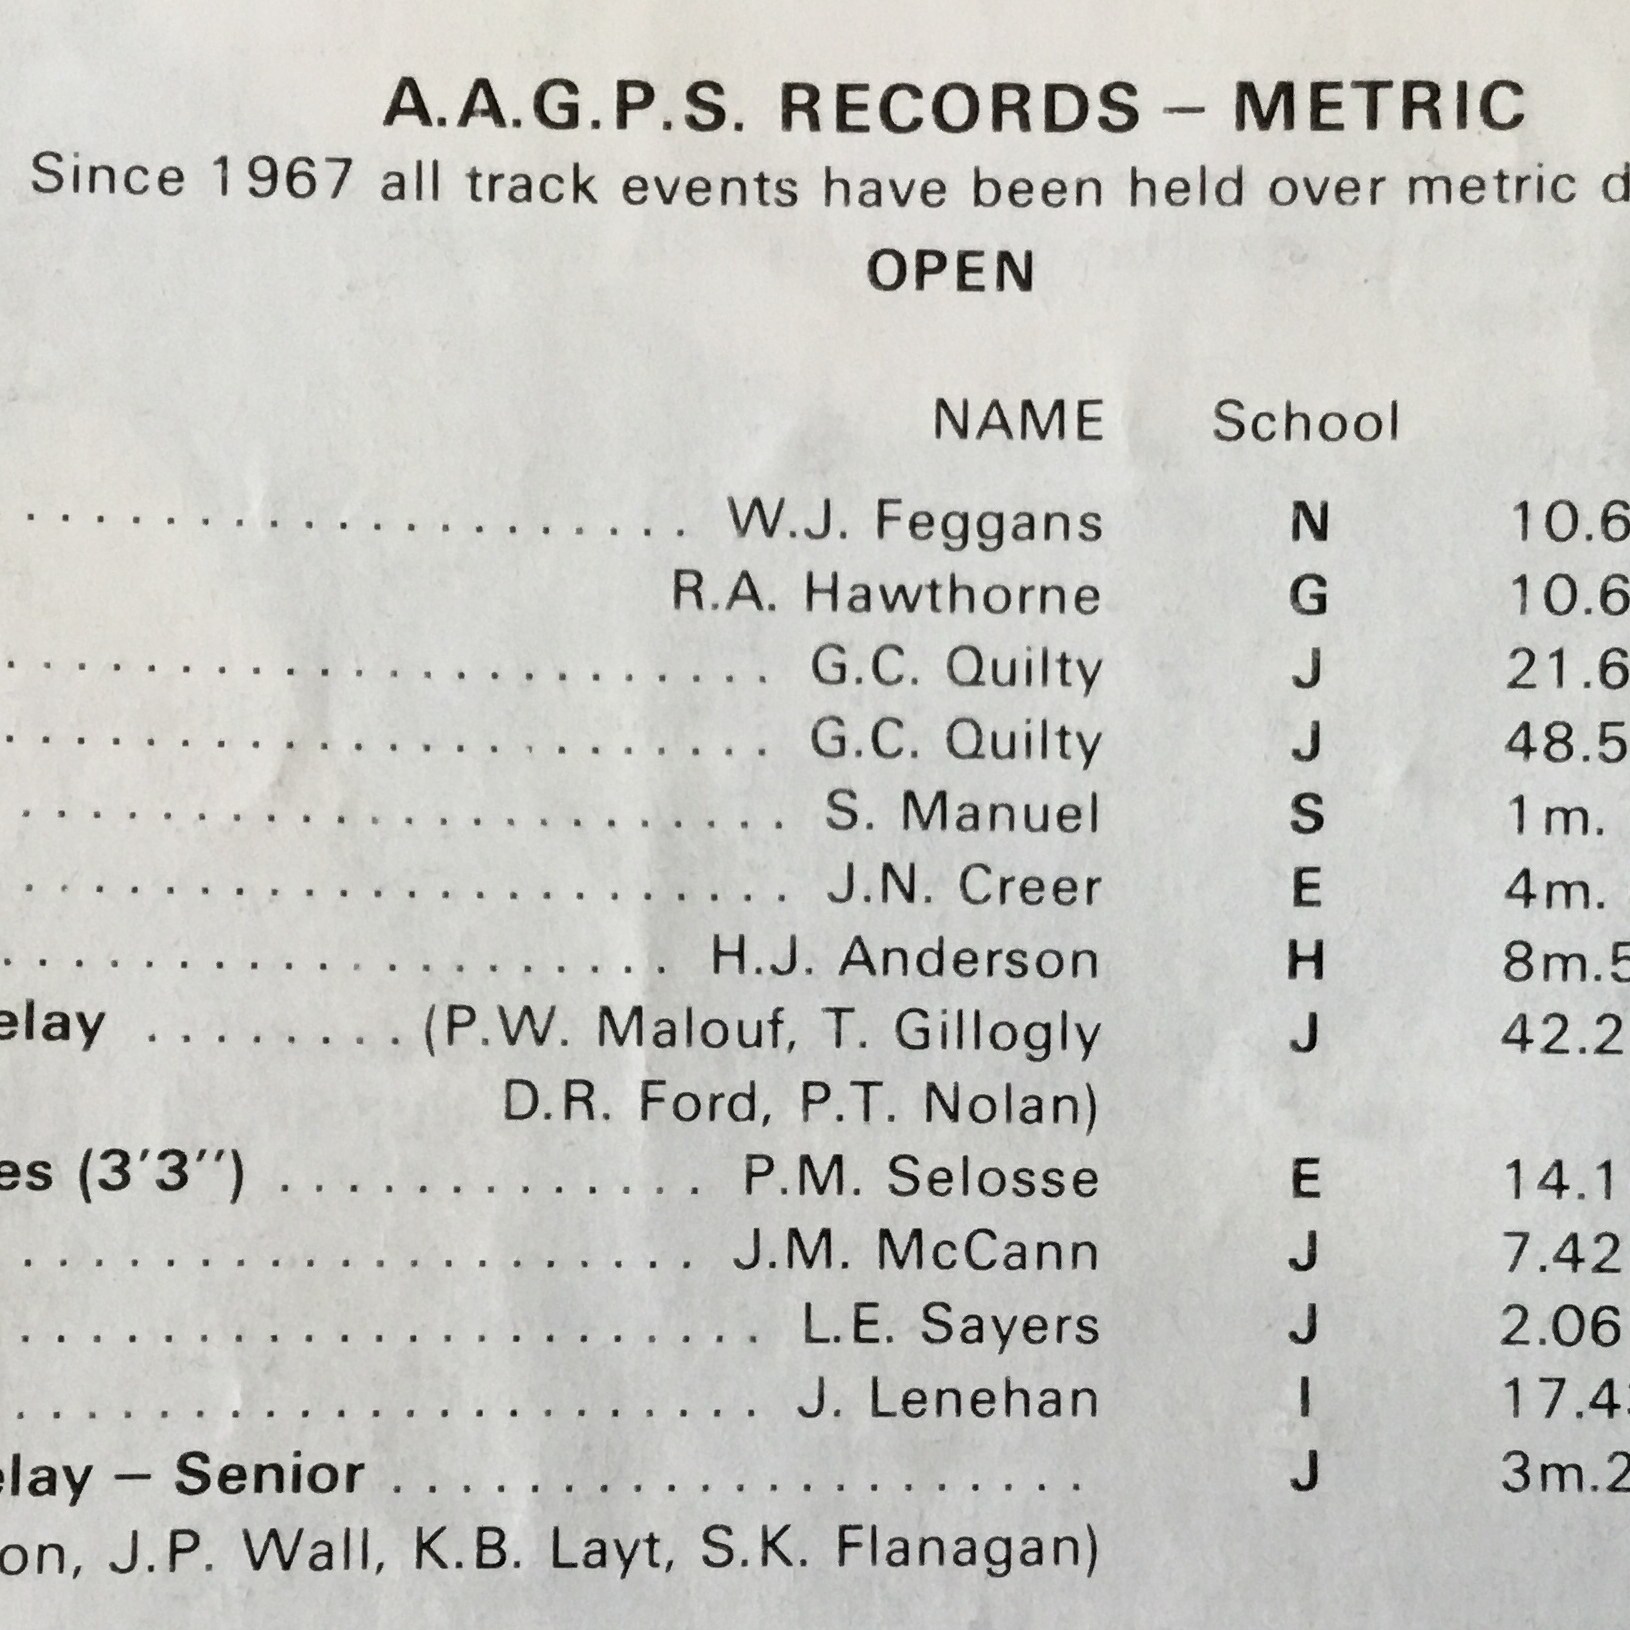 A.A.G.P.S. RECORDS – METRIC
Since 1967 all track events have been held over metric
OPEN
NAME School
W.J. Feggans N 10.6
R.A. Hawthorne G 10.6
G.C. Quilty J 21.6
G.C. Quilty J 48.5
S. Manuel S 1m.
J.N. Creer E 4m.
H.J. Anderson H 8m.5
elay ........ (P.W. Malouf, T. Gillogly J 42.2
D.R. Ford, P.T. Nolan)
es (3'3'') ............ P.M. Selosse E 14.1
J.M. McCann J 7.42
L.E. Sayers J 2.06
J. Lenehan I 17.4
elay – Senior .................... J 3m.2
on, J.P. Wall, K.B. Layt, S.K. Flanagan)